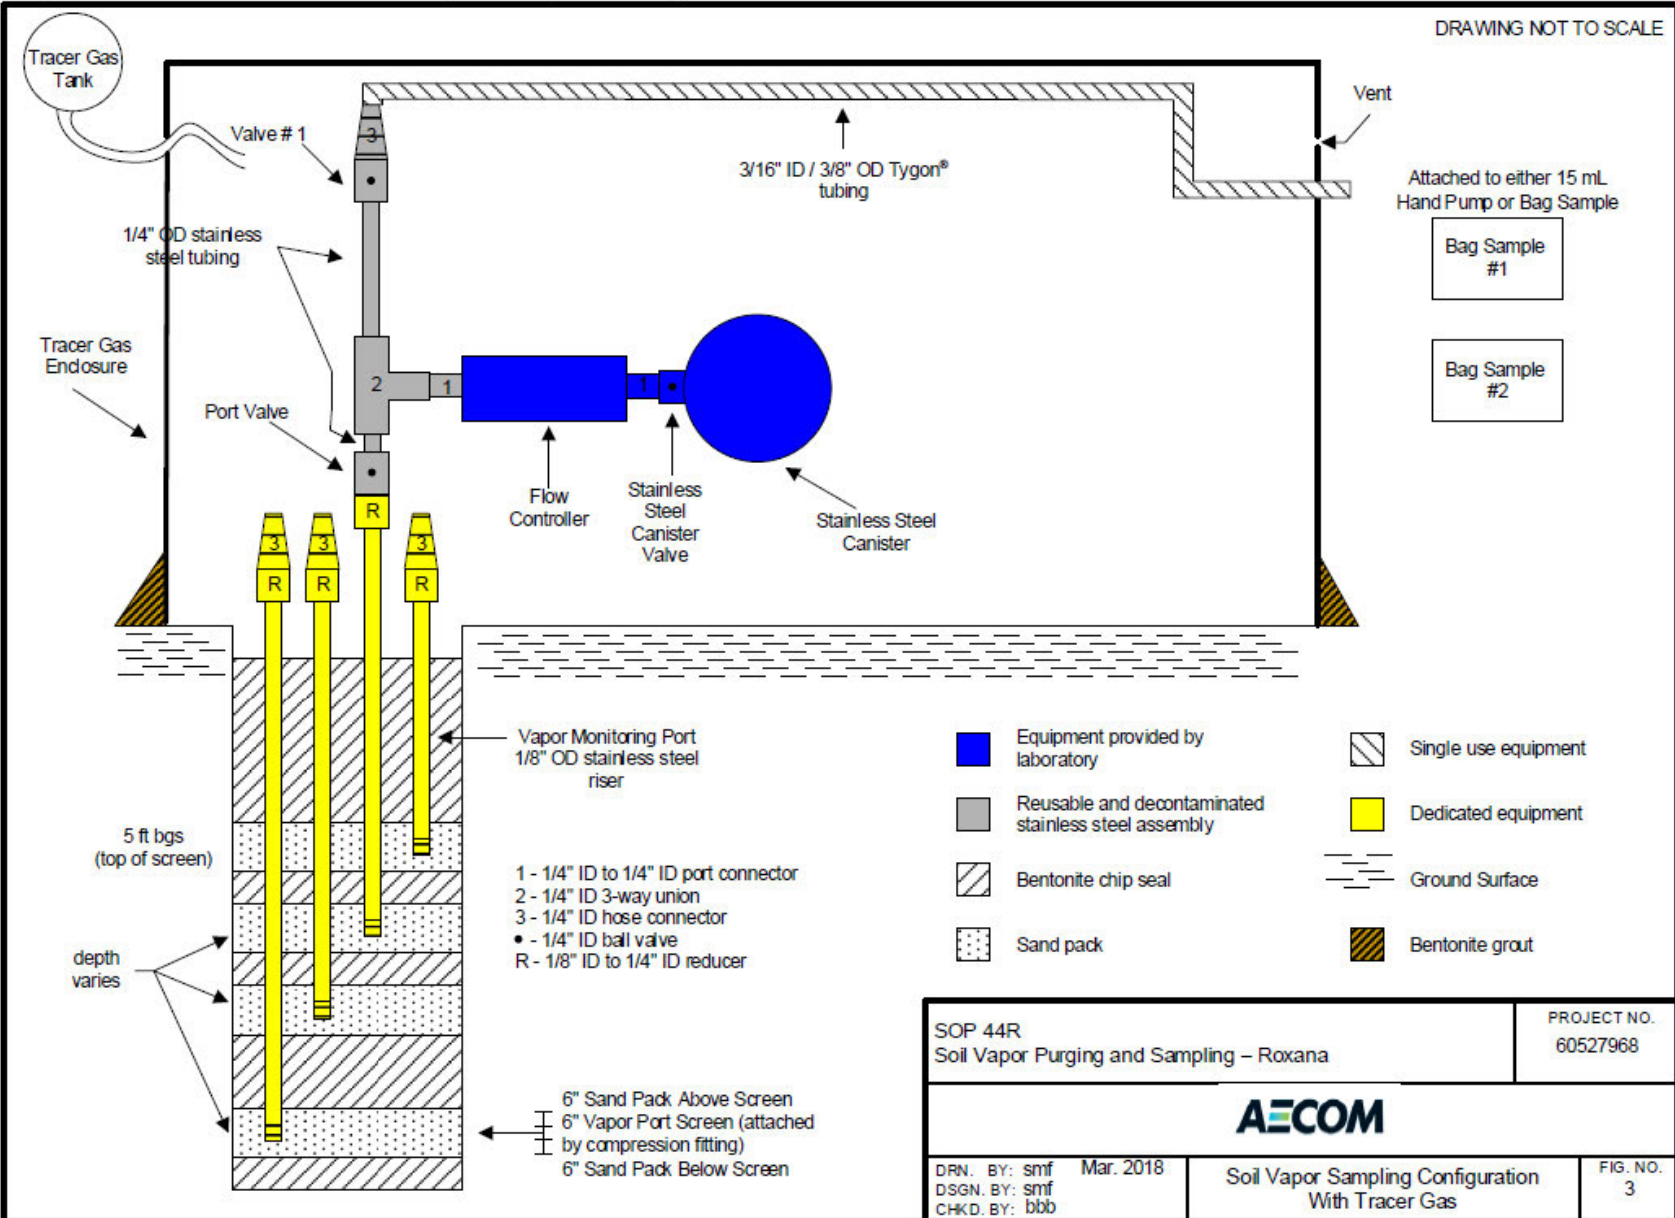 DRAWING NOT TO SCALE
Tracer Gas
Tank
Valve # 1
3
Vent
3/16" ID / 3/8" OD Tygon®
tubing
Attached to either 15 mL
Hand Pump or Bag Sample
Bag Sample
#1
1/4" OD stainless
steel tubing
Tracer Gas
Enclosure
2
1
1
Bag Sample
#2
Port Valve
Flow
Controller
Stainless
Steel
Canister
Valve
Stainless Steel
Canister
R
3
3
3
R
R
R
Vapor Monitoring Port
1/8" OD stainless steel
riser
5 ft bgs
(top of screen)
depth
varies
1 - 1/4" ID to 1/4" ID port connector
2 - 1/4" ID 3-way union
3 - 1/4" ID hose connector
• - 1/4" ID ball valve
R - 1/8" ID to 1/4" ID reducer
6" Sand Pack Above Screen
6" Vapor Port Screen (attached
by compression fitting)
6" Sand Pack Below Screen
Equipment provided by
laboratory
Reusable and decontaminated
stainless steel assembly
Bentonite chip seal
Sand pack
Single use equipment
Dedicated equipment
Ground Surface
Bentonite grout
SOP 44R
Soil Vapor Purging and Sampling – Roxana
PROJECT NO.
60527968
AECOM
DRN. BY: smf Mar. 2018
DSGN. BY: smf
CHKD. BY: bbb
Soil Vapor Sampling Configuration
With Tracer Gas
FIG. NO.
3